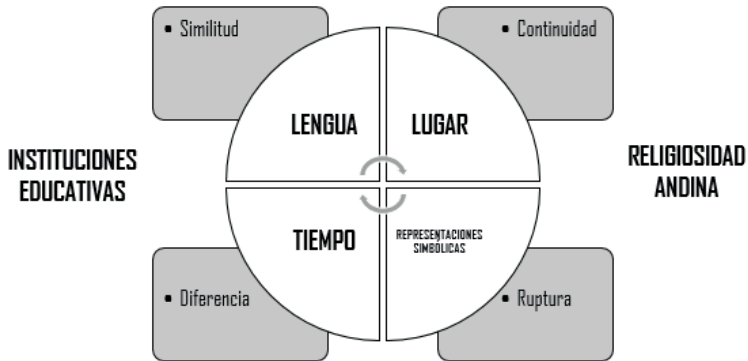 • Similitud
• Continuidad
LENGUA
LUGAR
INSTITUCIONES
EDUCATIVAS
RELIGIOSIDAD
ANDINA
TIEMPO
REPRESENTACIONES
SIMBÓLICAS
• Diferencia
• Ruptura